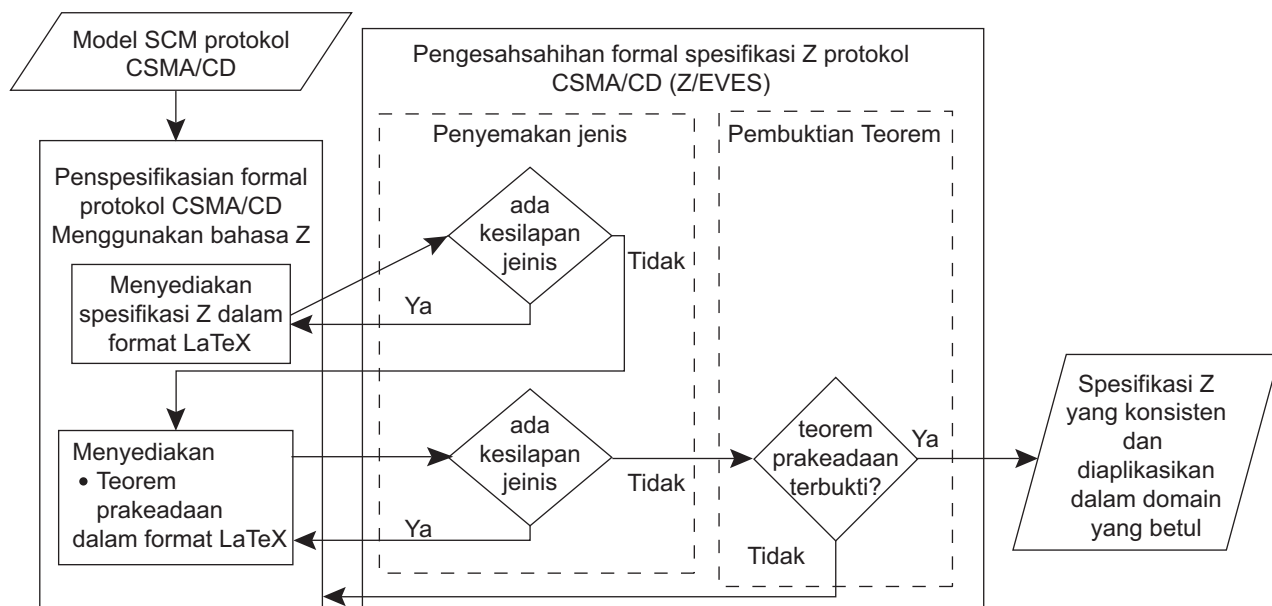 Model SCM protokol
CSMA/CD
Pengesahsahihan formal spesifikasi Z protokol
CSMA/CD (Z/EVES)
Penyemakan jenis
Pembuktian Teorem
Penspesifikasian formal
protokol CSMA/CD
Menggunakan bahasa Z
ada
kesilapan
jeinis
Tidak
Ya
Menyediakan
spesifikasi Z dalam
format LaTeX
Menyediakan
• Teorem
prakeadaan
dalam format LaTeX
ada
kesilapan
jeinis
Tidak
Ya
teorem
prakeadaan
terbukti?
Ya
Tidak
Spesifikasi Z
yang konsisten
dan
diaplikasikan
dalam domain
yang betul